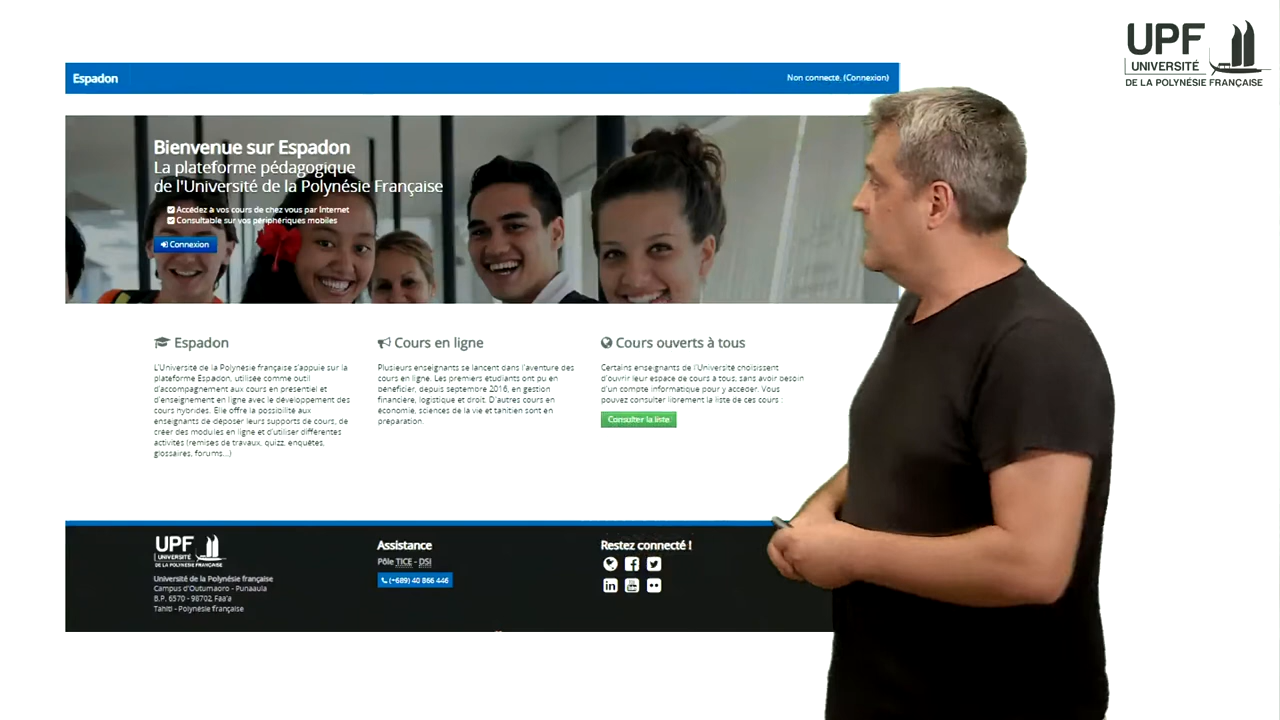 UPF
UNIVERSITÉ
DE LA POLYNÉSIE FRANÇAISE
Espadon
Non connecté. (Connexion)
Bienvenue sur Espadon
La plateforme pédagogique
de l'Université de la Polynésie Française
Accédez à vos cours de chez vous par Internet
Consultable sur vos périphériques mobiles
Connexion
Espadon
L'Université de la Polynésie française s'appuie sur la
plateforme Espadon, utilisée comme outil
d'accompagnement aux cours en présentiel et
d'enseignement en ligne avec le développement des
cours hybrides. Elle offre la possibilité aux
enseignants de déposer leurs supports de cours, de
créer des modules en ligne et d'utiliser différentes
activités (remises de travaux, quizz, enquêtes,
glossaires, forums...)
Cours en ligne
Plusieurs enseignants se lancent dans l'aventure des
cours en ligne. Les premiers étudiants ont pu en
bénéficier, depuis septembre 2016, en gestion
financière, logistique et droit. D'autres cours en
économie, sciences de la vie et tahitien sont en
préparation.
Cours ouverts à tous
Certains enseignants de l'Université choisissent
d'ouvrir leur espace de cours à tous, sans avoir besoin
d'un compte informatique pour y accéder. Vous
pouvez consulter librement la liste de ces cours :
Consulter la liste
UPF
UNIVERSITÉ
DE LA POLYNÉSIE FRANÇAISE
Université de la Polynésie française
Campus d'Outumaoro - Punaauia
B.P. 6570 - 98702 Faa'a
Tahiti - Polynésie française
Assistance
Pôle TICE - DSI
(+689) 40 866 446
Restez connecté !